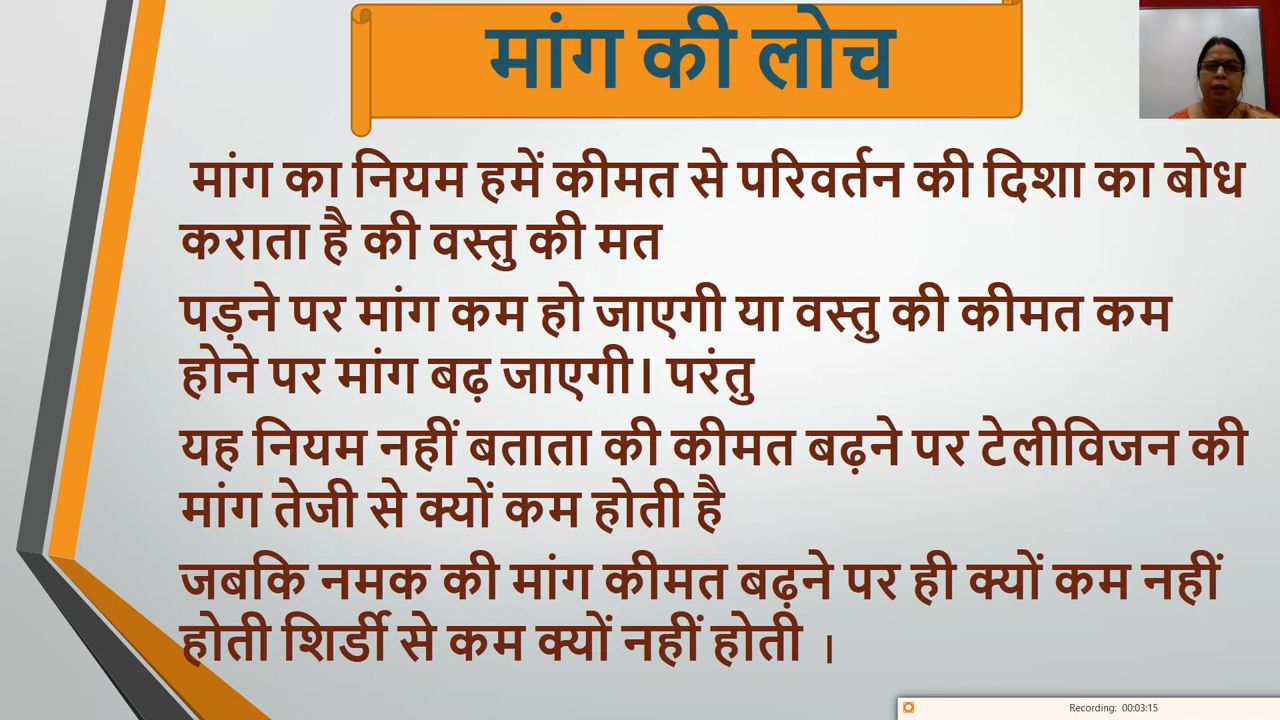 मांग की लोच
मांग का नियम हमें कीमत से परिवर्तन की दिशा का बोध
कराता है की वस्तु की मत
पड़ने पर मांग कम हो जाएगी या वस्तु की कीमत कम
होने पर मांग बढ़ जाएगी। परंतु
यह नियम नहीं बताता की कीमत बढ़ने पर टेलीविजन की
मांग तेजी से क्यों कम होती है
जबकि नमक की मांग कीमत बढ़ने पर ही क्यों कम नहीं
होती शिर्डी से कम क्यों नहीं होती ।
Recording: 00:03:15